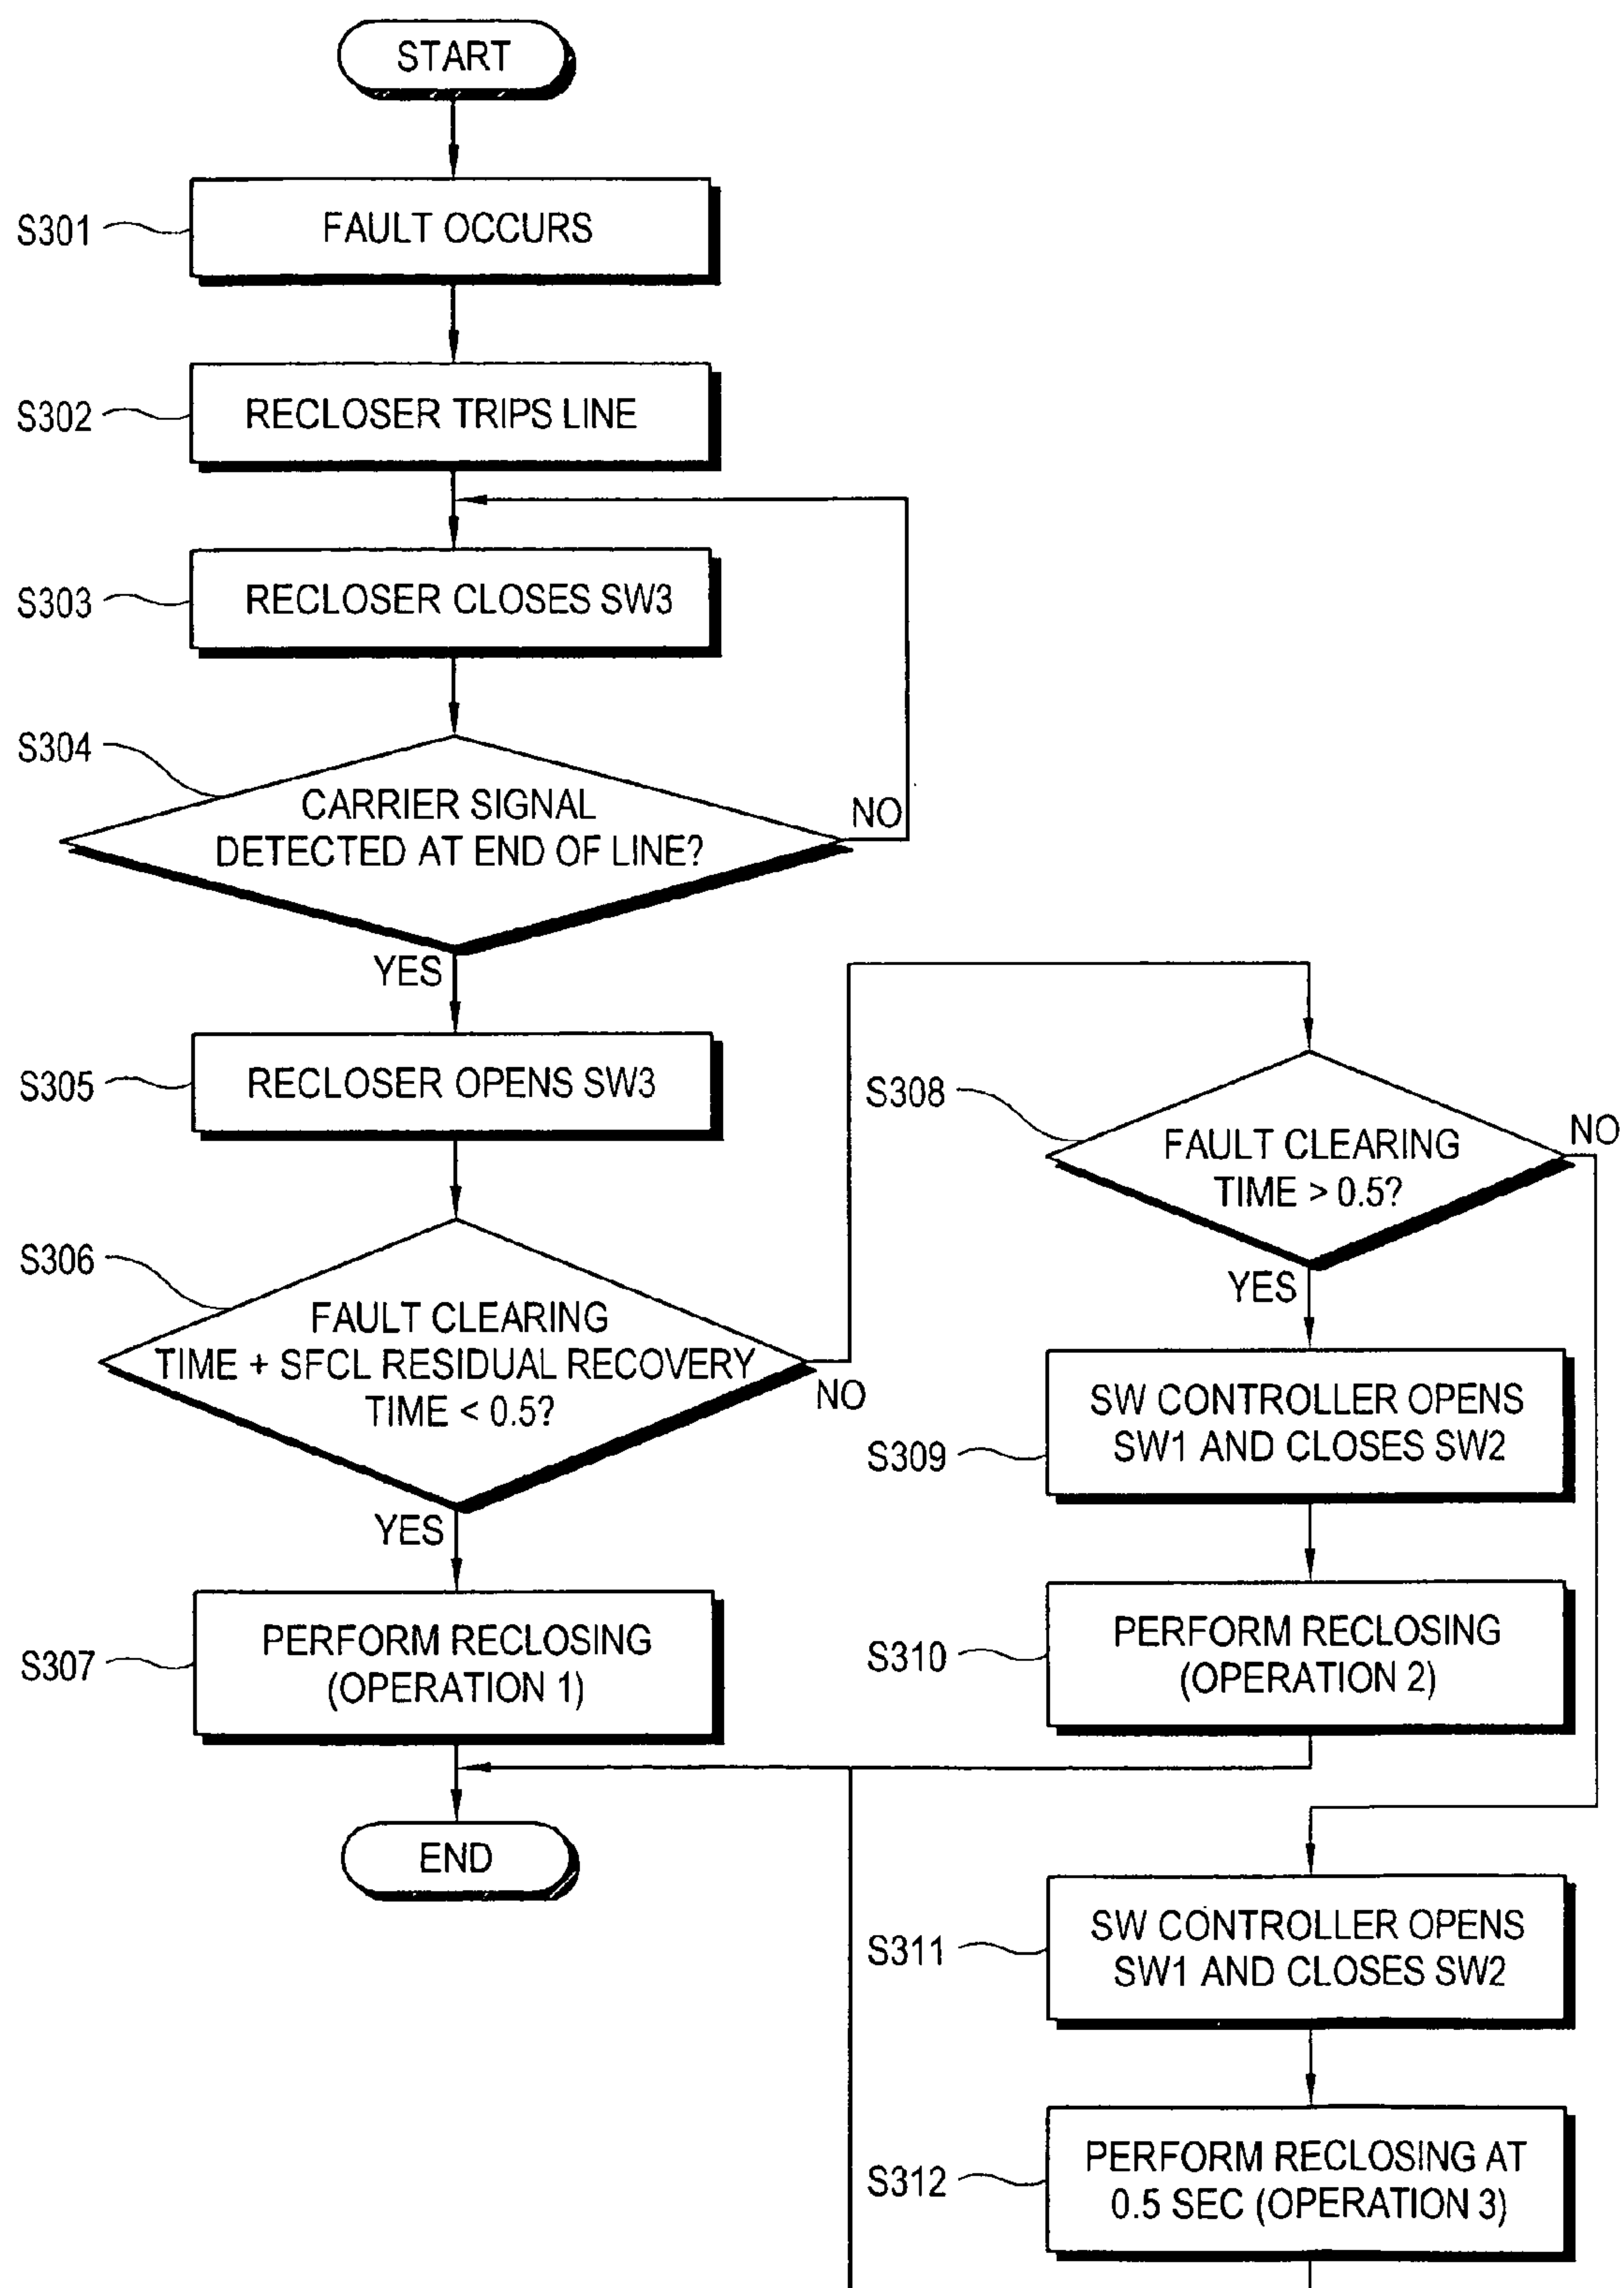 START
S301
FAULT OCCURS
S302
RECLOSER TRIPS LINE
S303
RECLOSER CLOSES SW3
S304
CARRIER SIGNAL
DETECTED AT END OF LINE?
NO
YES
S305
RECLOSER OPENS SW3
S306
FAULT CLEARING
TIME + SFCL RESIDUAL RECOVERY
TIME < 0.5?
NO
YES
S307
PERFORM RECLOSING
(OPERATION 1)
END
S308
FAULT CLEARING
TIME > 0.5?
NO
YES
S309
SW CONTROLLER OPENS
SW1 AND CLOSES SW2
S310
PERFORM RECLOSING
(OPERATION 2)
S311
SW CONTROLLER OPENS
SW1 AND CLOSES SW2
S312
PERFORM RECLOSING AT
0.5 SEC (OPERATION 3)